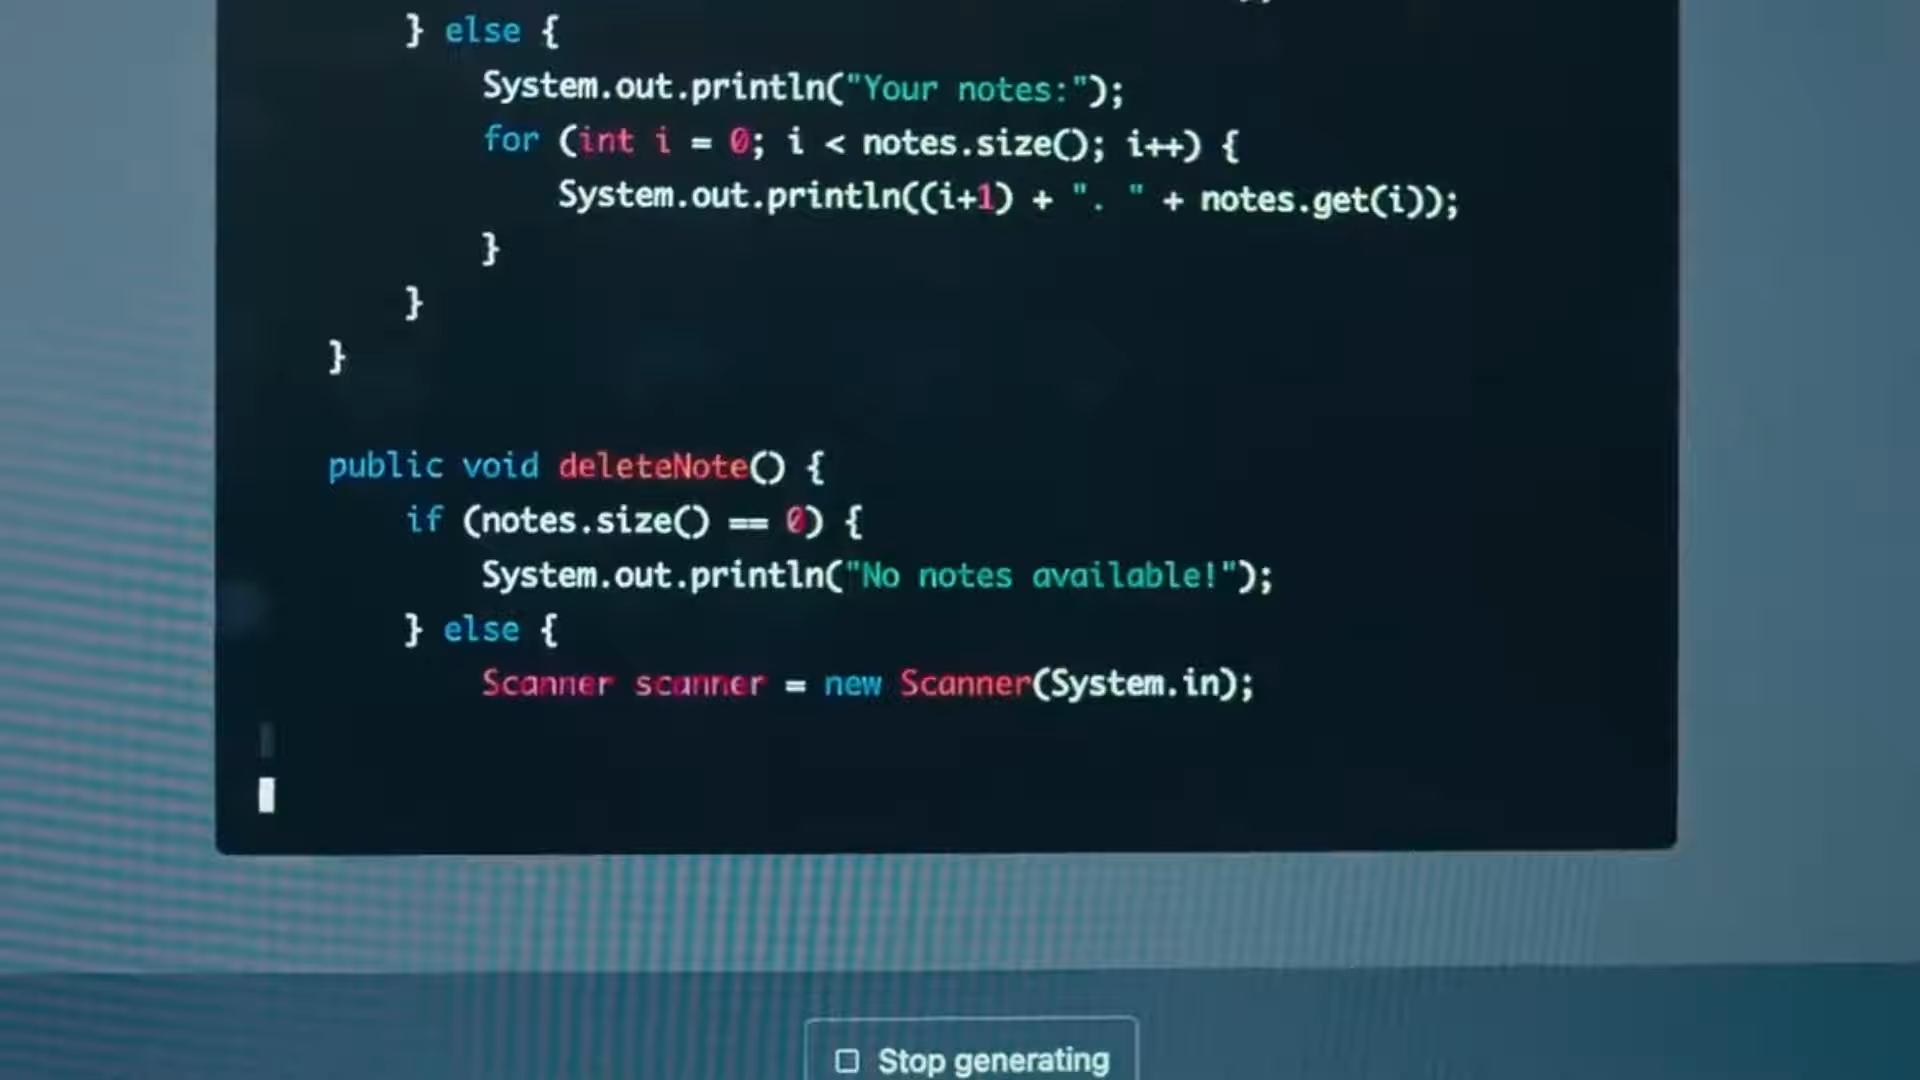 } else {
System.out.println("Your notes:");
for (int i = 0; i < notes.size(); i++) {
System.out.println((i+1) + ". " + notes.get(i));
}
}
}
public void deleteNote() {
if (notes.size() == 0) {
System.out.println("No notes available!");
} else {
Scanner scanner = new Scanner(System.in);
Stop generating